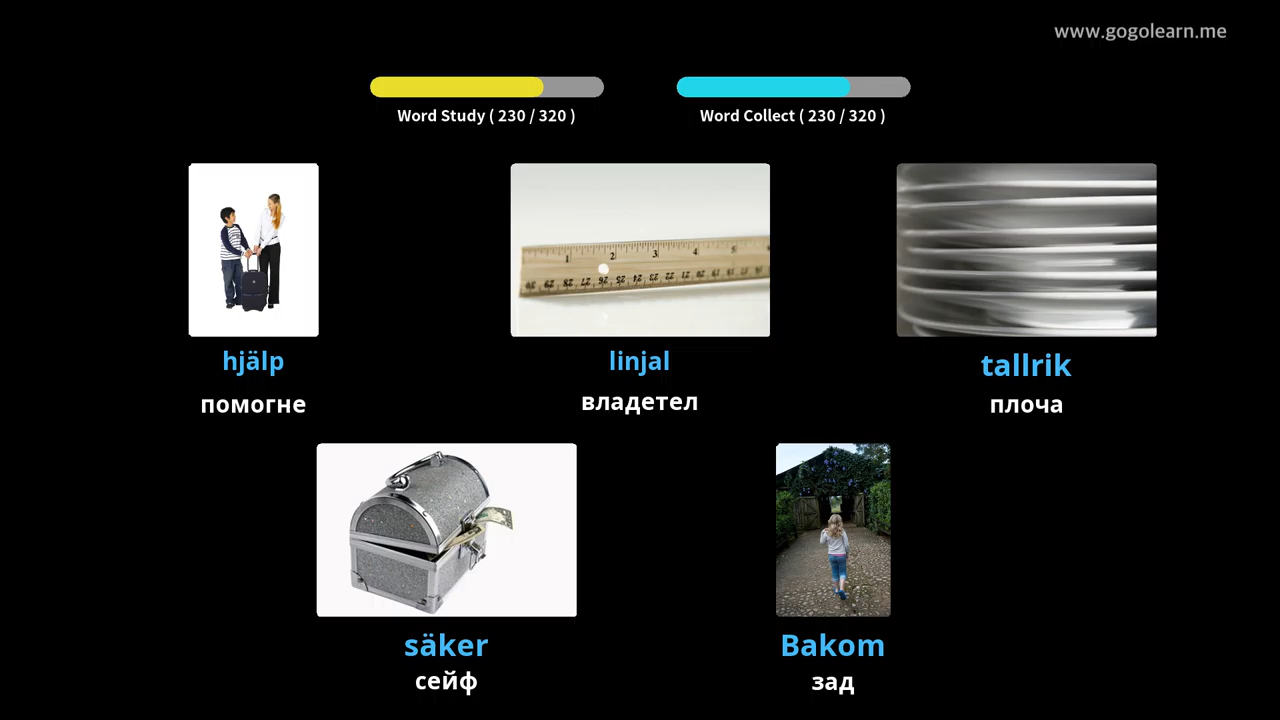 www.gogolearn.me
Word Study ( 230 / 320 )
Word Collect ( 230 / 320 )
hjälp
linjal
tallrik
помогне
владетел
плоча
säker
Bakom
сейф
зад